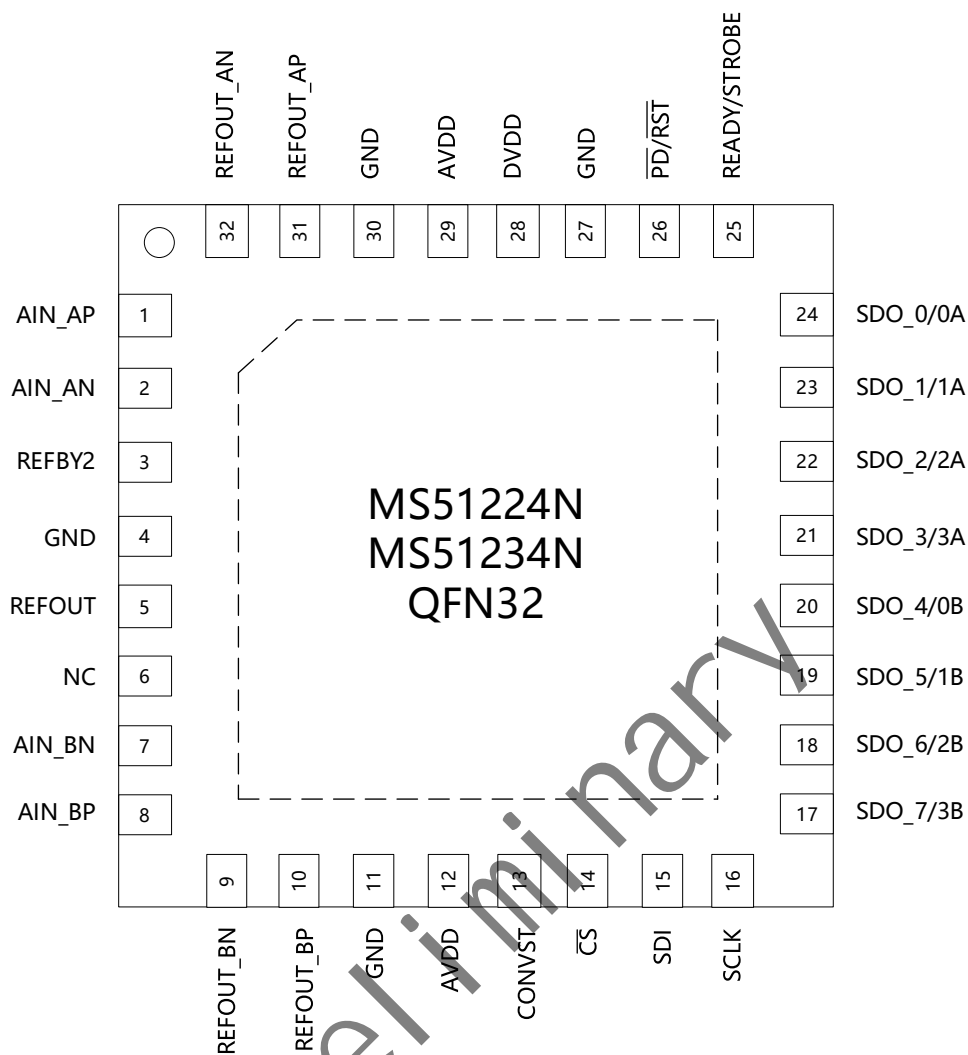 REFOUT_AN
REFOUT_AP
GND
AVDD
DVDD
GND
PD/RST
READY/STROBE
32
31
30
29
28
27
26
25
AIN_AP 1
24 SDO_0/0A
AIN_AN 2
23 SDO_1/1A
REFBY2 3
22 SDO_2/2A
GND 4
21 SDO_3/3A
REFOUT 5
20 SDO_4/0B
NC 6
19 SDO_5/1B
AIN_BN 7
18 SDO_6/2B
AIN_BP 8
17 SDO_7/3B
MS51224N
MS51234N
QFN32
9
10
11
12
13
14
15
16
REFOUT_BN
REFOUT_BP
GND
AVDD
CONVST
CS
SDI
SCLK
eliminary